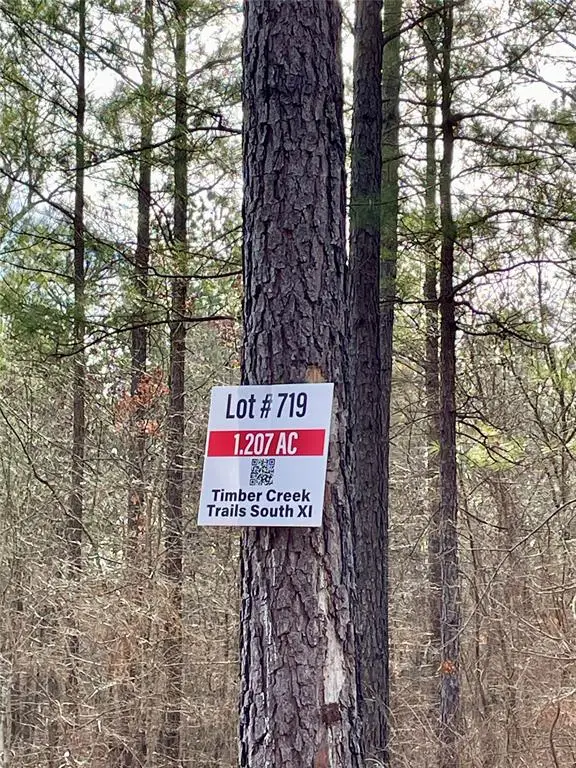 Lot # 719
1.207 AC
Timber Creek
Trails South XI